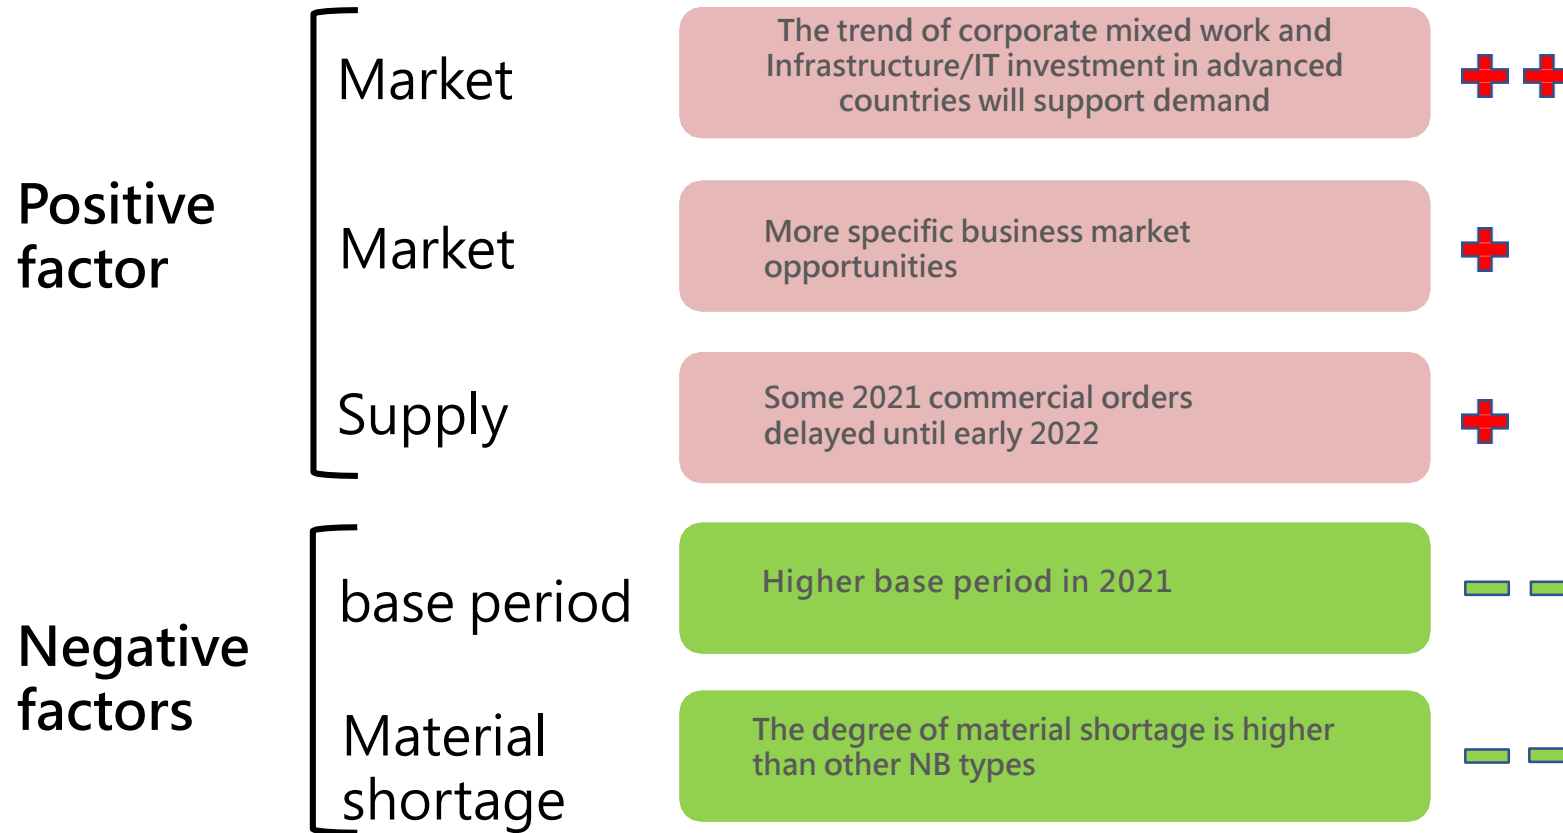 Positive
factor
Market
The trend of corporate mixed work and
Infrastructure/IT investment in advanced
countries will support demand
Market
More specific business market
opportunities
Supply
Some 2021 commercial orders
delayed until early 2022
Negative
factors
base period
Higher base period in 2021
Material
shortage
The degree of material shortage is higher
than other NB types